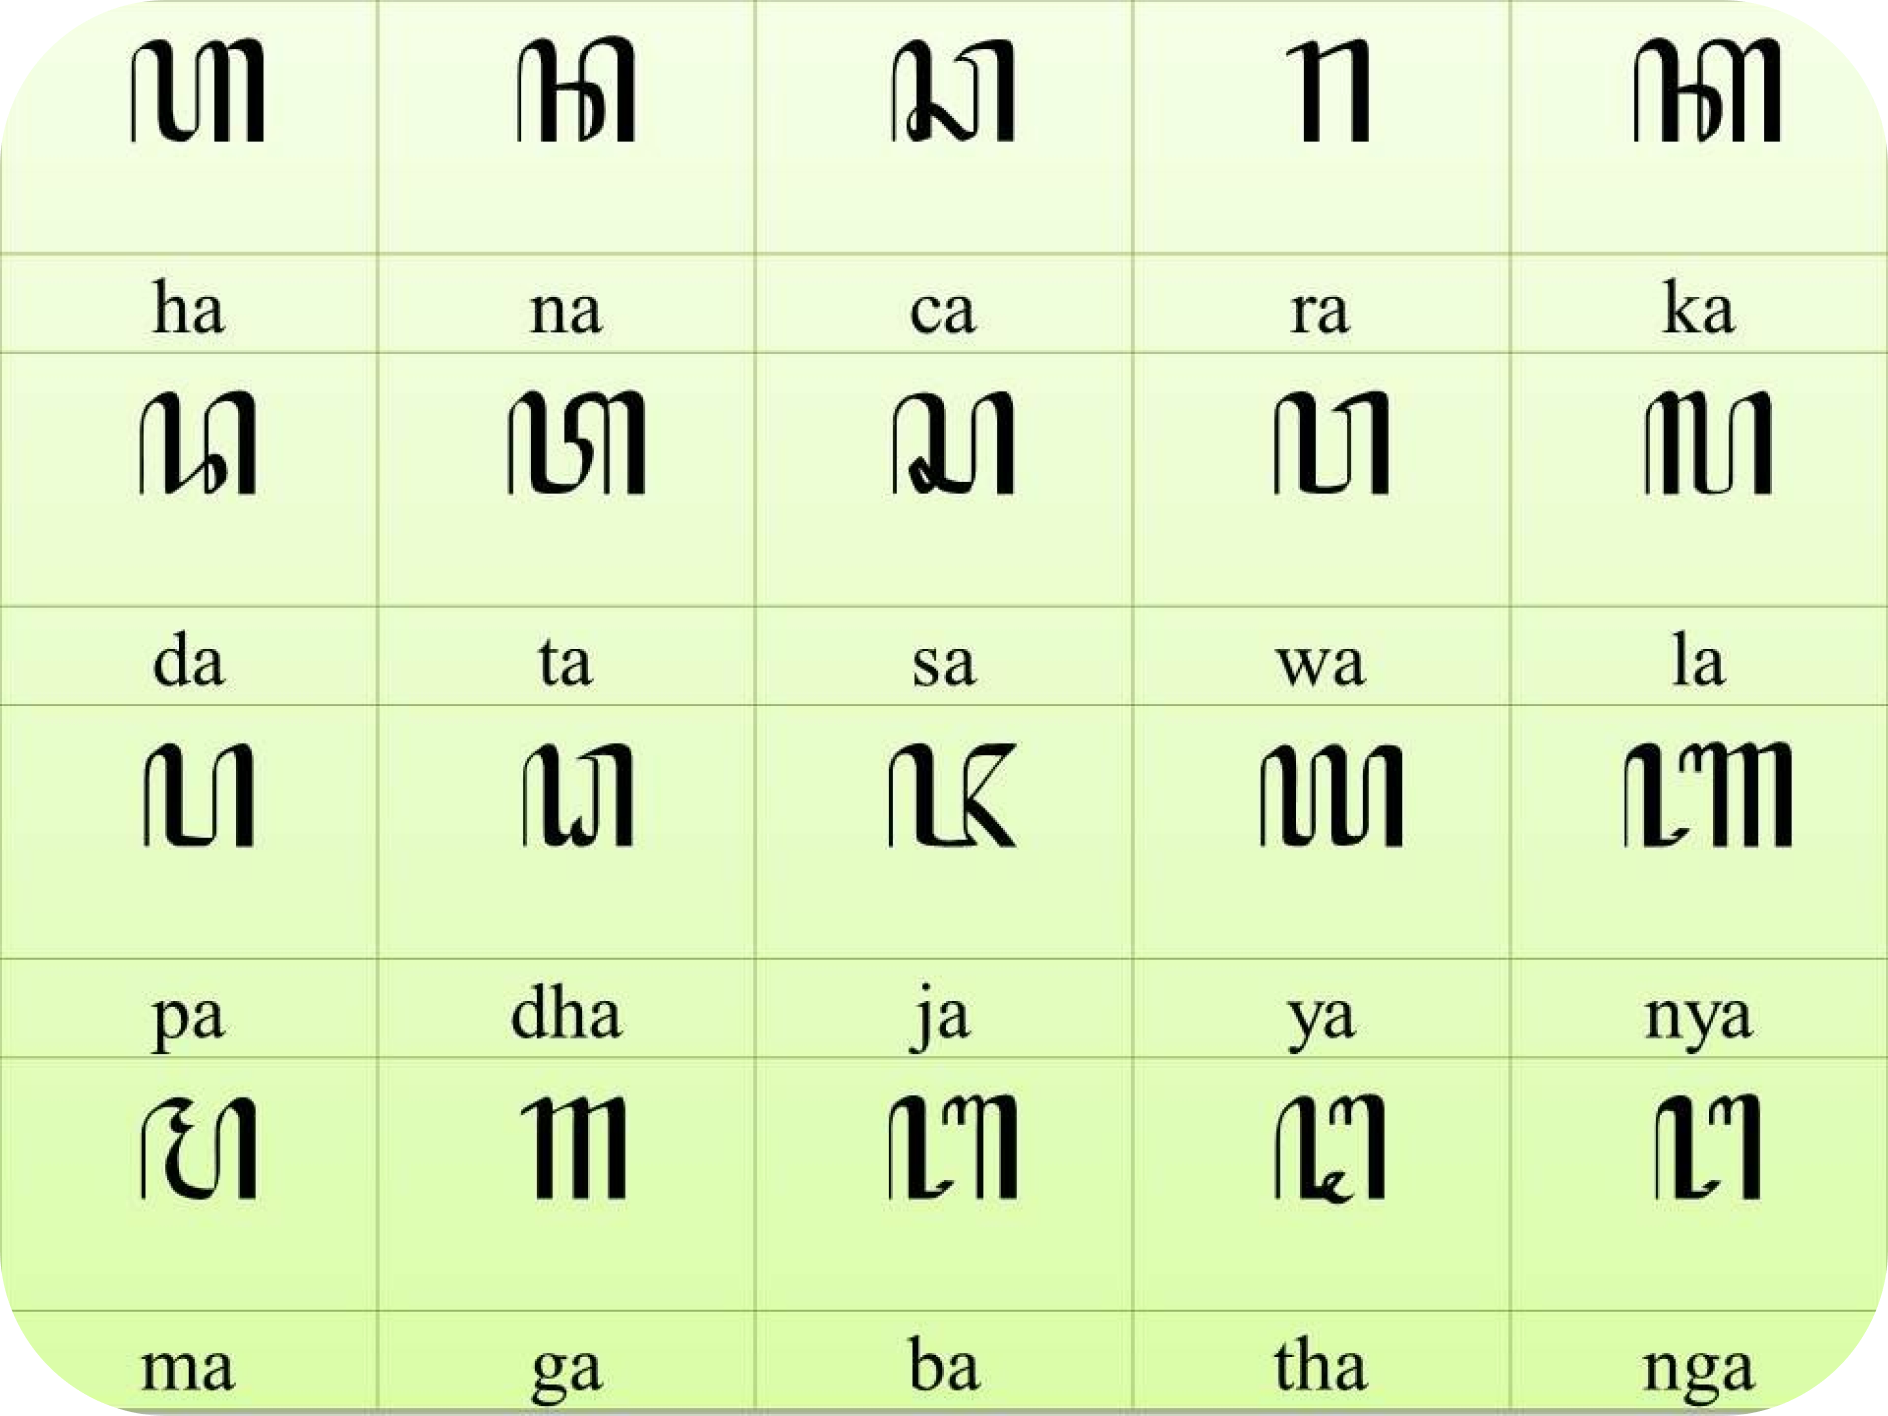 ꦲ ꦤ ꦕ ꦫ ꦏ
ha na ca ra ka
ꦢ ꦠ ꦱ ꦮ ꦭ
da ta sa wa la
ꦥ ꦝ ꦗ ꦪ ꦚ
pa dha ja ya nya
ꦩ ꦒ ꦧ ꦛ ꦔ
ma ga ba tha nga